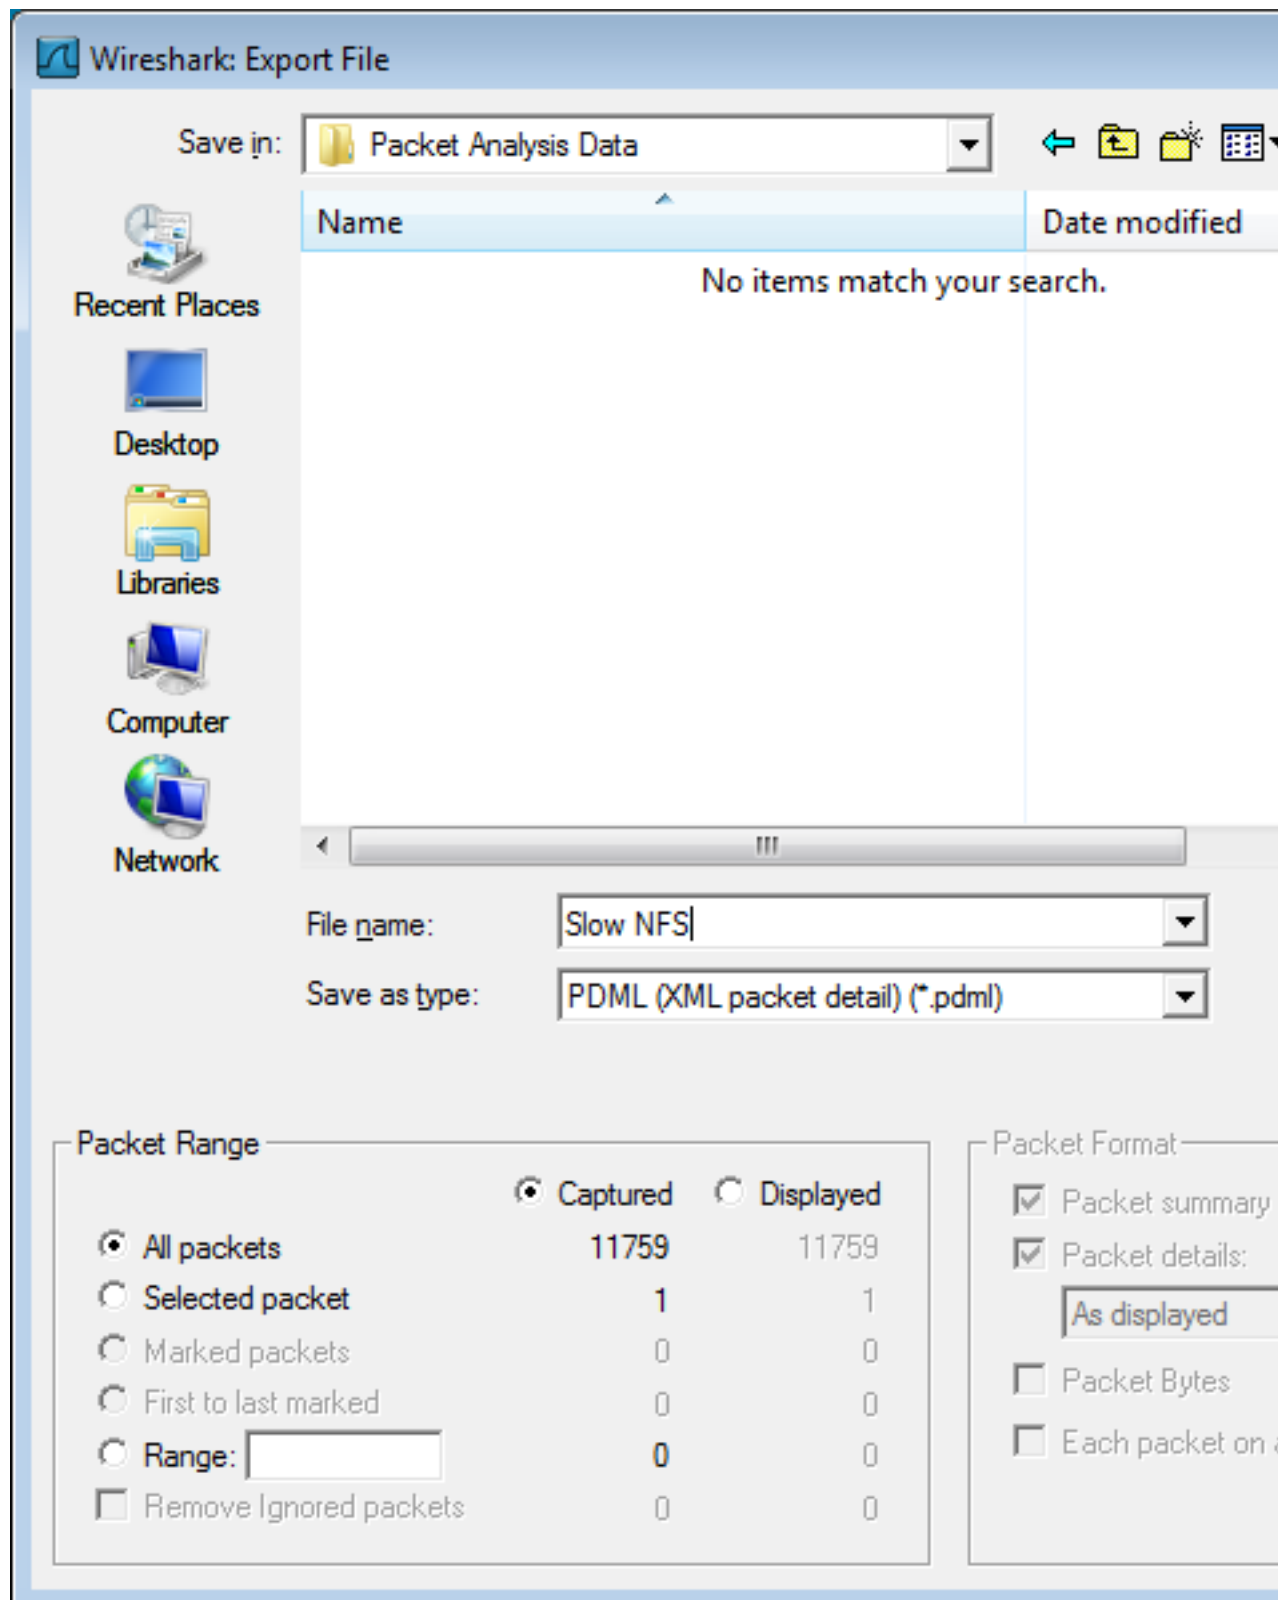 Wireshark: Export File
Save in: Packet Analysis Data
Name Date modified
No items match your search.
Recent Places
Desktop
Libraries
Computer
Network
File name: Slow NFS
Save as type: PDML (XML packet detail) (*.pdml)
Packet Range
Captured Displayed
All packets 11759 11759
Selected packet 1 1
Marked packets 0 0
First to last marked 0 0
Range: 0 0
Remove Ignored packets 0 0
Packet Format
Packet summary
Packet details:
As displayed
Packet Bytes
Each packet on